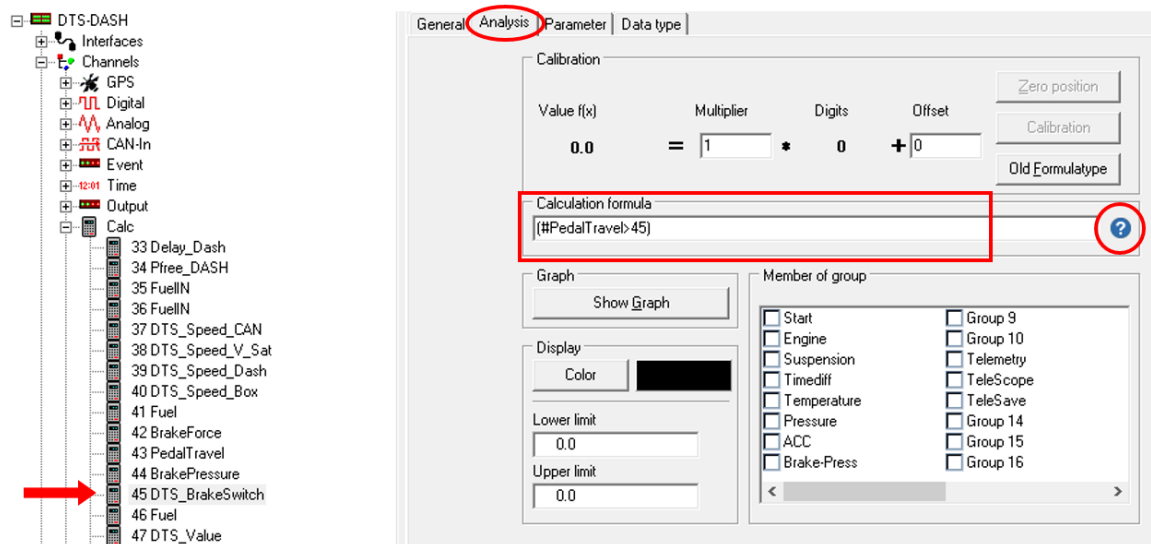 DTS-DASH
Interfaces
Channels
GPS
Digital
Analog
CAN-In
Event
12:01 Time
Output
Calc
33 Delay_Dash
34 Pfree_DASH
35 FuelIN
36 FuelIN
37 DTS_Speed_CAN
38 DTS_Speed_V_Sat
39 DTS_Speed_Dash
40 DTS_Speed_Box
41 Fuel
42 BrakeForce
43 PedalTravel
44 BrakePressure
45 DTS_BrakeSwitch
46 Fuel
47 DTS_Value
General Analysis Parameter Data type
Calibration
Value f(x) Multiplier Digits Offset
0.0 = 1 * 0 + 0
Zero position
Calibration
Old Formulatype
Calculation formula
(#PedalTravel>45)
?
Graph
Show Graph
Display
Color
Lower limit
0.0
Upper limit
0.0
Member of group
Start Group 9
Engine Group 10
Suspension Telemetry
Timediff TeleScope
Temperature TeleSave
Pressure Group 14
ACC Group 15
Brake-Press Group 16